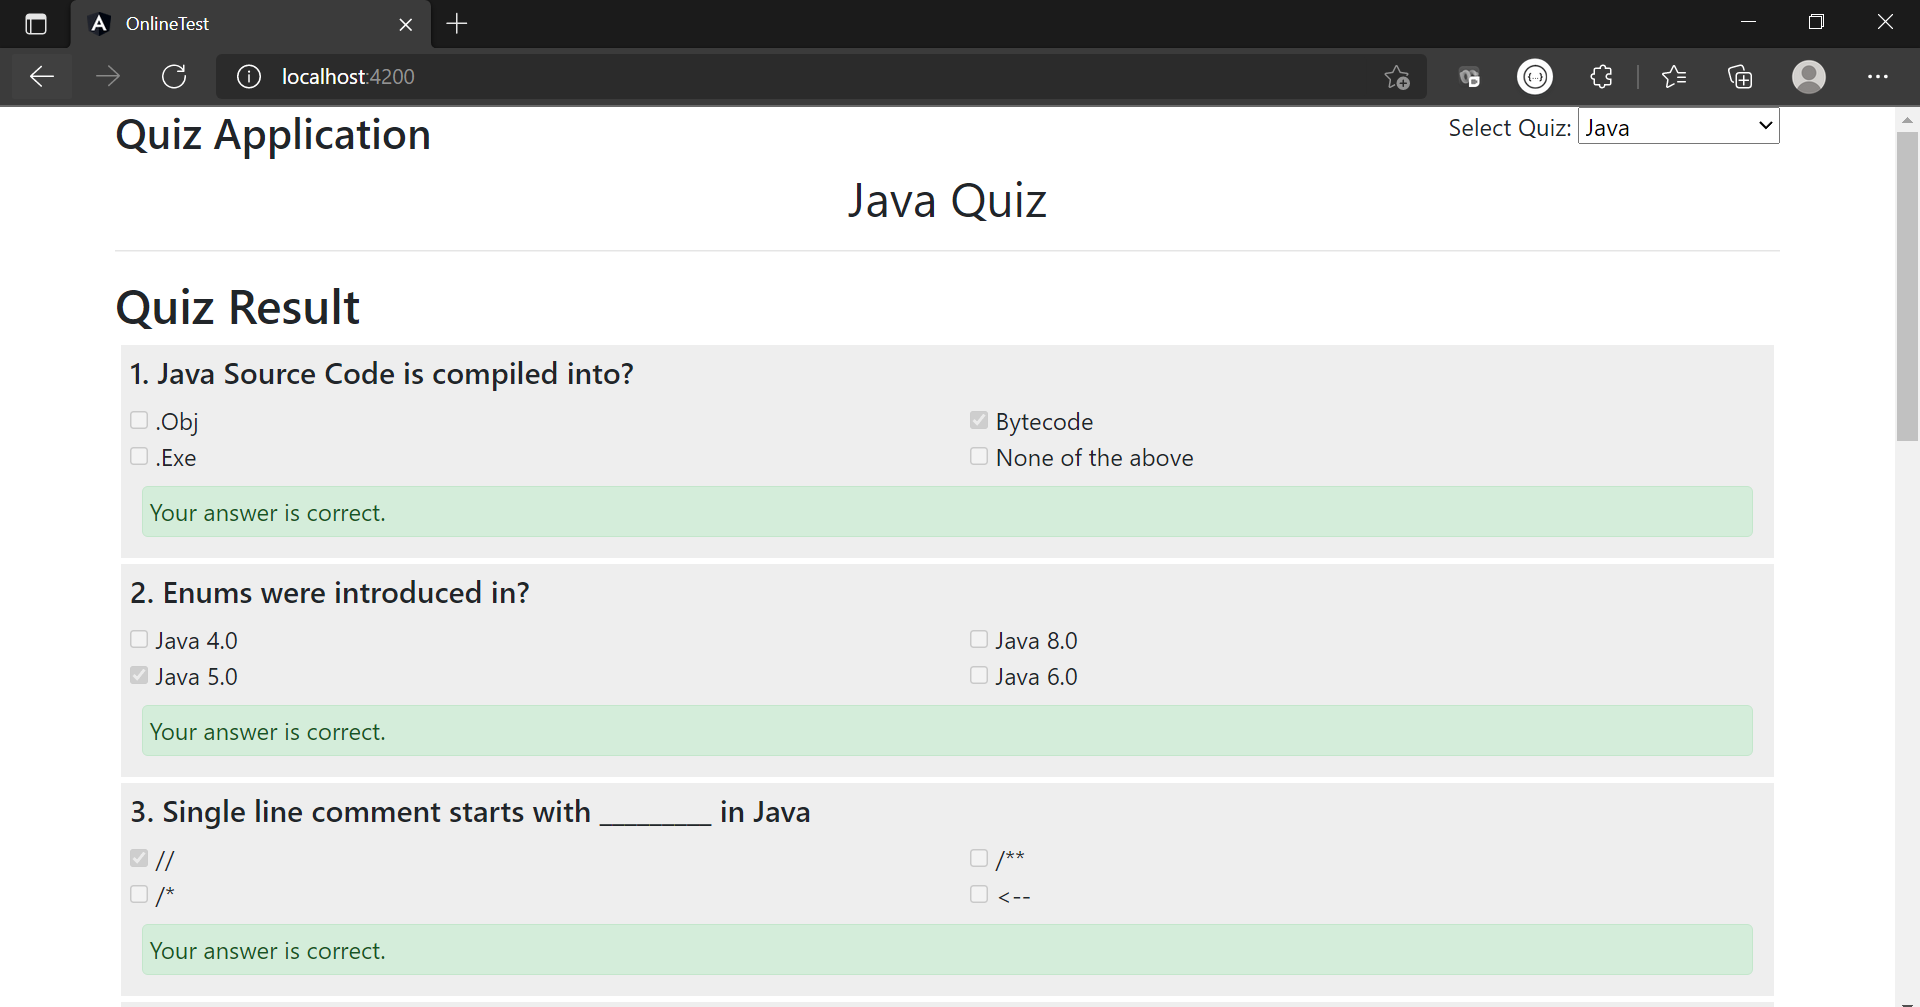 OnlineTest
localhost:4200
Quiz Application
Select Quiz: Java
Java Quiz
Quiz Result
1. Java Source Code is compiled into?
.Obj
Bytecode
.Exe
None of the above
Your answer is correct.
2. Enums were introduced in?
Java 4.0
Java 8.0
Java 5.0
Java 6.0
Your answer is correct.
3. Single line comment starts with _________ in Java
//
/**
/*
<--
Your answer is correct.